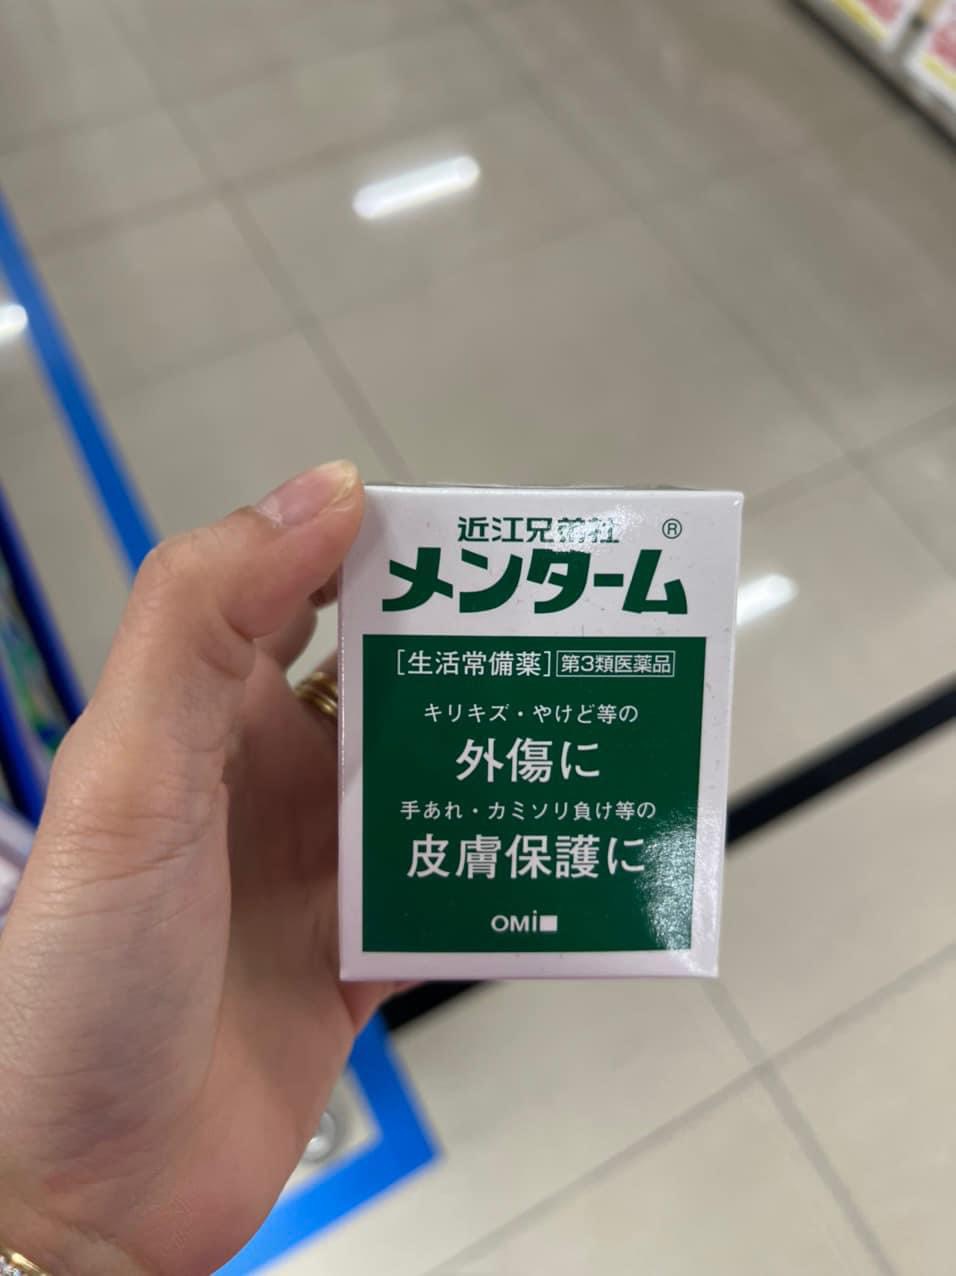 近江兄弟社
®
メンターム
[生活常備薬] 第3類医薬品
キリキズ・やけど等の
外傷に
手あれ・カミソリ負け等の
皮膚保護に
OMi